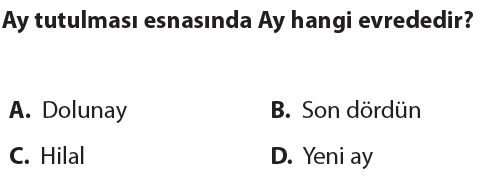 Ay tutulması esnasında Ay hangi evrededir?
A. Dolunay B. Son dördün
C. Hilal D. Yeni ay